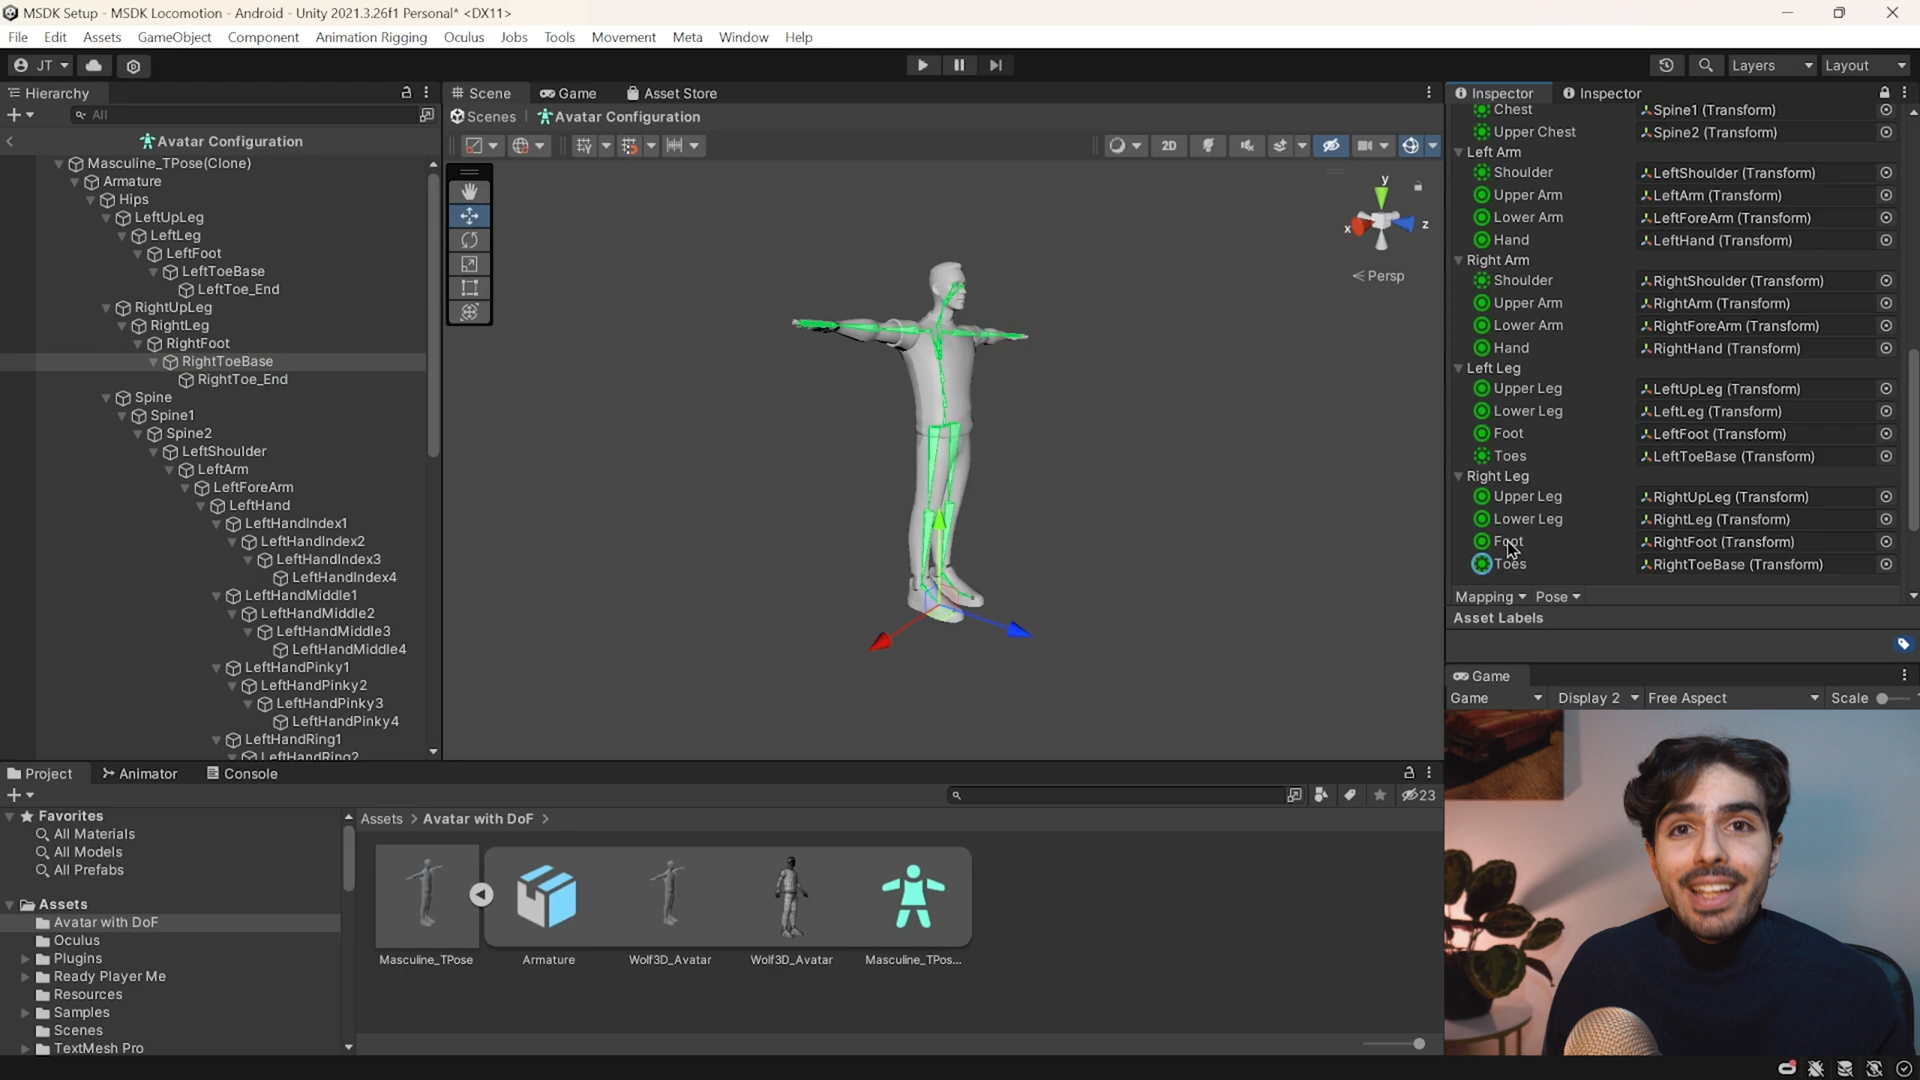 MSDK Setup - MSDK Locomotion - Android - Unity 2021.3.26f1 Personal* <DX11>
File Edit Assets GameObject Component Animation Rigging Oculus Jobs Tools Movement Meta Window Help
JT Layers Layout
Hierarchy
All
Avatar Configuration
Masculine_TPose(Clone)
Armature
Hips
LeftUpLeg
LeftLeg
LeftFoot
LeftToeBase
LeftToe_End
RightUpLeg
RightLeg
RightFoot
RightToeBase
RightToe_End
Spine
Spine1
Spine2
LeftShoulder
LeftArm
LeftForeArm
LeftHand
LeftHandIndex1
LeftHandIndex2
LeftHandIndex3
LeftHandIndex4
LeftHandMiddle1
LeftHandMiddle2
LeftHandMiddle3
LeftHandMiddle4
LeftHandPinky1
LeftHandPinky2
LeftHandPinky3
LeftHandPinky4
LeftHandRing1
LeftHandRing2
Scene Game Asset Store
Scenes Avatar Configuration
2D
y
x z
Persp
Inspector Inspector
Chest Spine1 (Transform)
Upper Chest Spine2 (Transform)
Left Arm
Shoulder LeftShoulder (Transform)
Upper Arm LeftArm (Transform)
Lower Arm LeftForeArm (Transform)
Hand LeftHand (Transform)
Right Arm
Shoulder RightShoulder (Transform)
Upper Arm RightArm (Transform)
Lower Arm RightForeArm (Transform)
Hand RightHand (Transform)
Left Leg
Upper Leg LeftUpLeg (Transform)
Lower Leg LeftLeg (Transform)
Foot LeftFoot (Transform)
Toes LeftToeBase (Transform)
Right Leg
Upper Leg RightUpLeg (Transform)
Lower Leg RightLeg (Transform)
Foot RightFoot (Transform)
Toes RightToeBase (Transform)
Mapping Pose
Asset Labels
Game
Game Display 2 Free Aspect Scale
Project Animator Console
23
Favorites
All Materials
All Models
All Prefabs
Assets
Avatar with DoF
Oculus
Plugins
Ready Player Me
Resources
Samples
Scenes
TextMesh Pro
Assets > Avatar with DoF >
Masculine_TPose Armature Wolf3D_Avatar Wolf3D_Avatar Masculine_TPos...